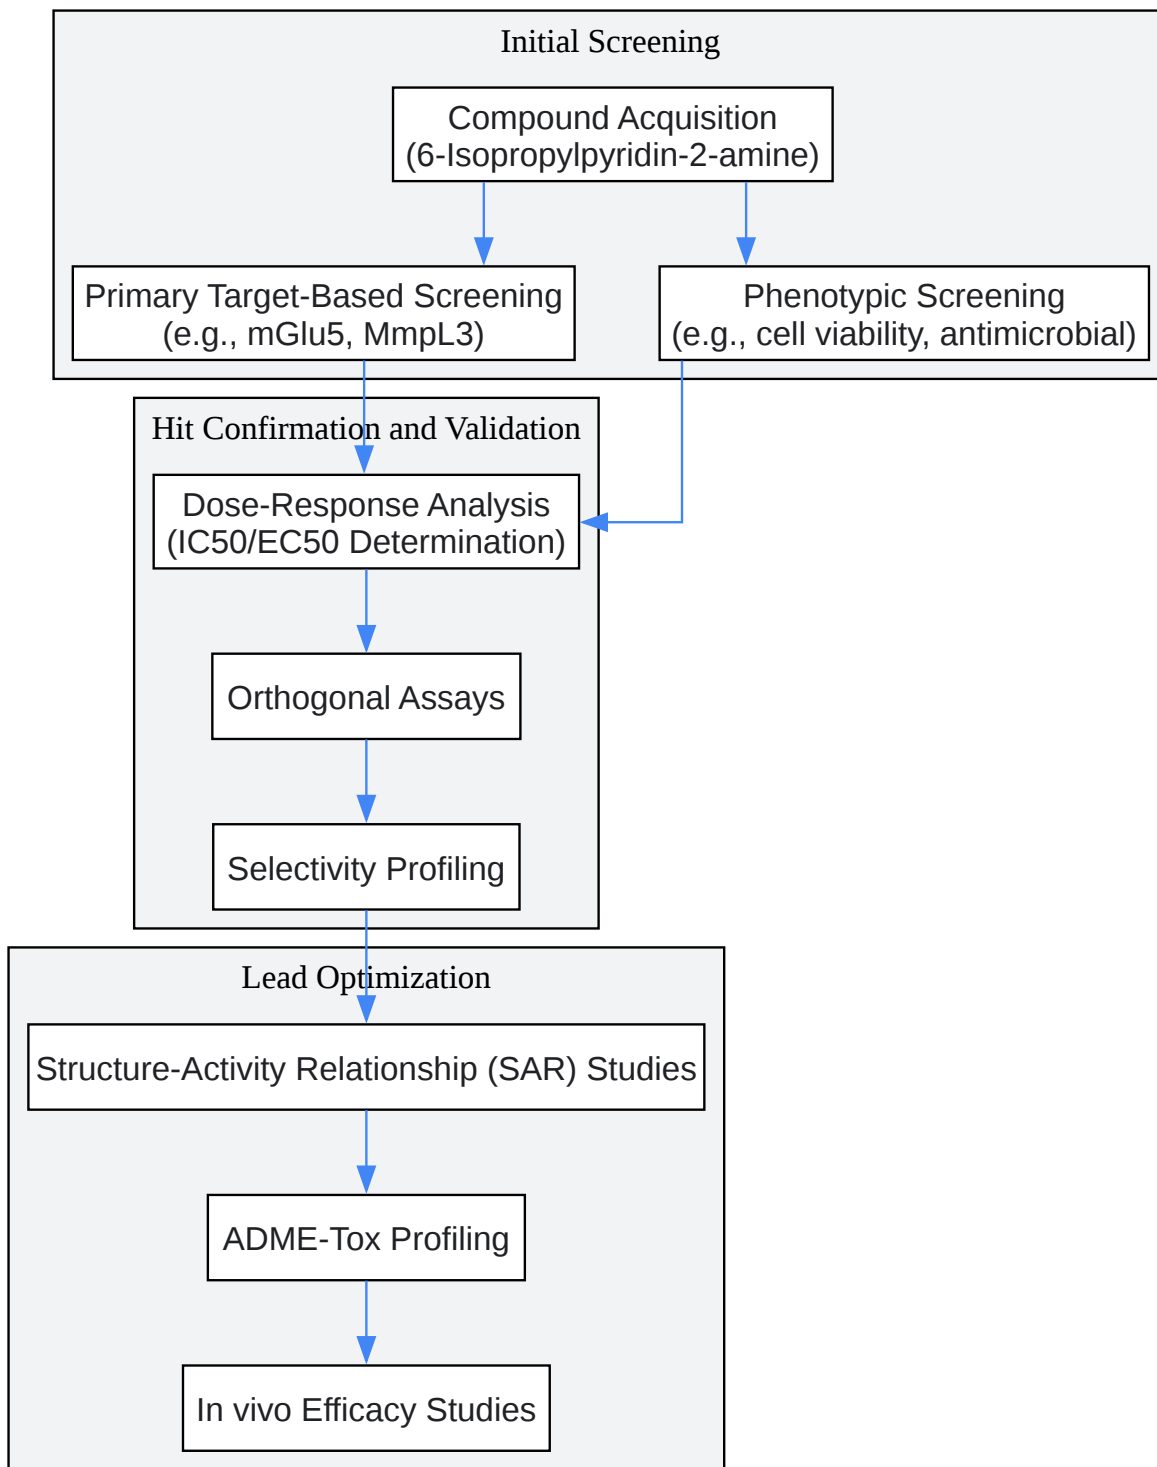 Initial Screening
Compound Acquisition
(6-Isopropylpyridin-2-amine)
Primary Target-Based Screening
(e.g., mGlu5, MmpL3)
Phenotypic Screening
(e.g., cell viability, antimicrobial)
Hit Confirmation and Validation
Dose-Response Analysis
(IC50/EC50 Determination)
Orthogonal Assays
Selectivity Profiling
Lead Optimization
Structure-Activity Relationship (SAR) Studies
ADME-Tox Profiling
In vivo Efficacy Studies